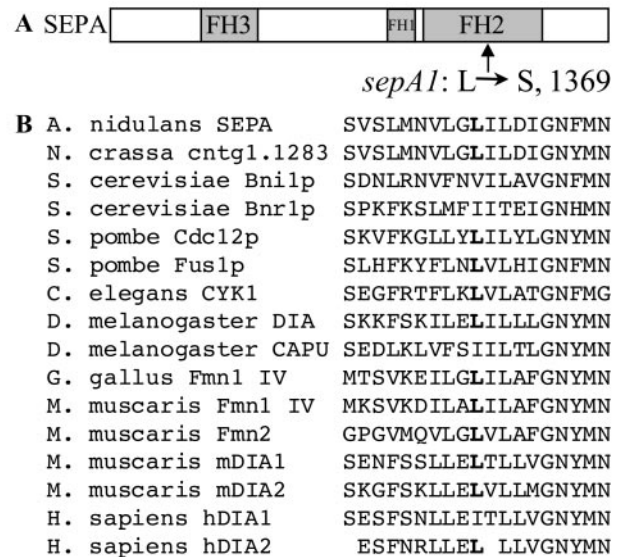 A SEPA FH3 FH1 FH2
sepA1: L→ S, 1369
B A. nidulans SEPA SVSLMNVLGLILDIGNFMN
N. crassa cntg1.1283 SVSLMNVLGLILDIGNYMN
S. cerevisiae Bni1p SDNLRNVFNVILAVGNFMN
S. cerevisiae Bnr1p SPKFKSLMFIITEIGNHMN
S. pombe Cdc12p SKVFKGLLYLILYLGNYMN
S. pombe Fus1p SLHFKYFLNLVLHIGNYMN
C. elegans CYK1 SEGFRTFLKLVLATGNFMG
D. melanogaster DIA SKKFSKILELILLLGNYMN
D. melanogaster CAPU SEDLKLVFSIILTLGNYMN
G. gallus Fmn1 IV MTSVKEILGLILAFGNYMN
M. muscaris Fmn1 IV MKSVKDILALILAFGNYMN
M. muscaris Fmn2 GPGVMQVLGLVLAFGNYMN
M. muscaris mDIA1 SENFSSLLELTLLVGNYMN
M. muscaris mDIA2 SKGFSKLLELVLLMGNYMN
H. sapiens hDIA1 SESFSNLLEITLLVGNYMN
H. sapiens hDIA2 ESFNRLLEL LLVGNYMN